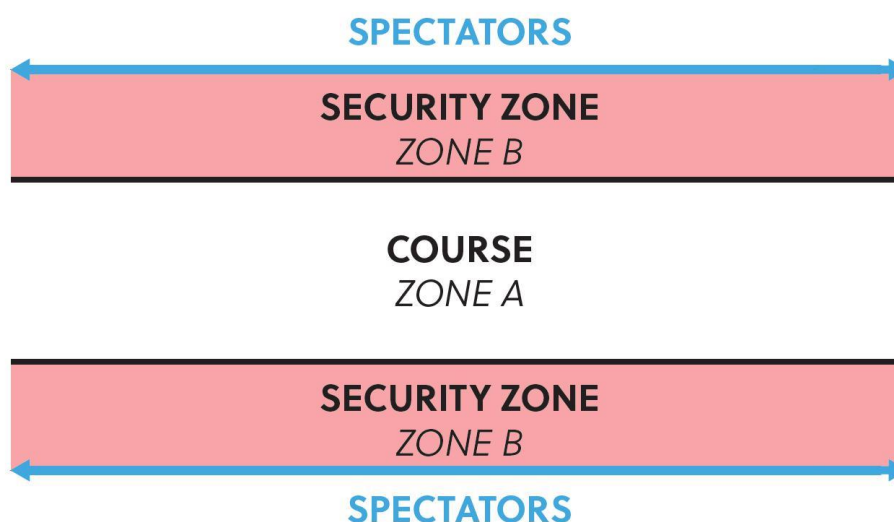 SPECTATORS
SECURITY ZONE
ZONE B
COURSE
ZONE A
SECURITY ZONE
ZONE B
SPECTATORS